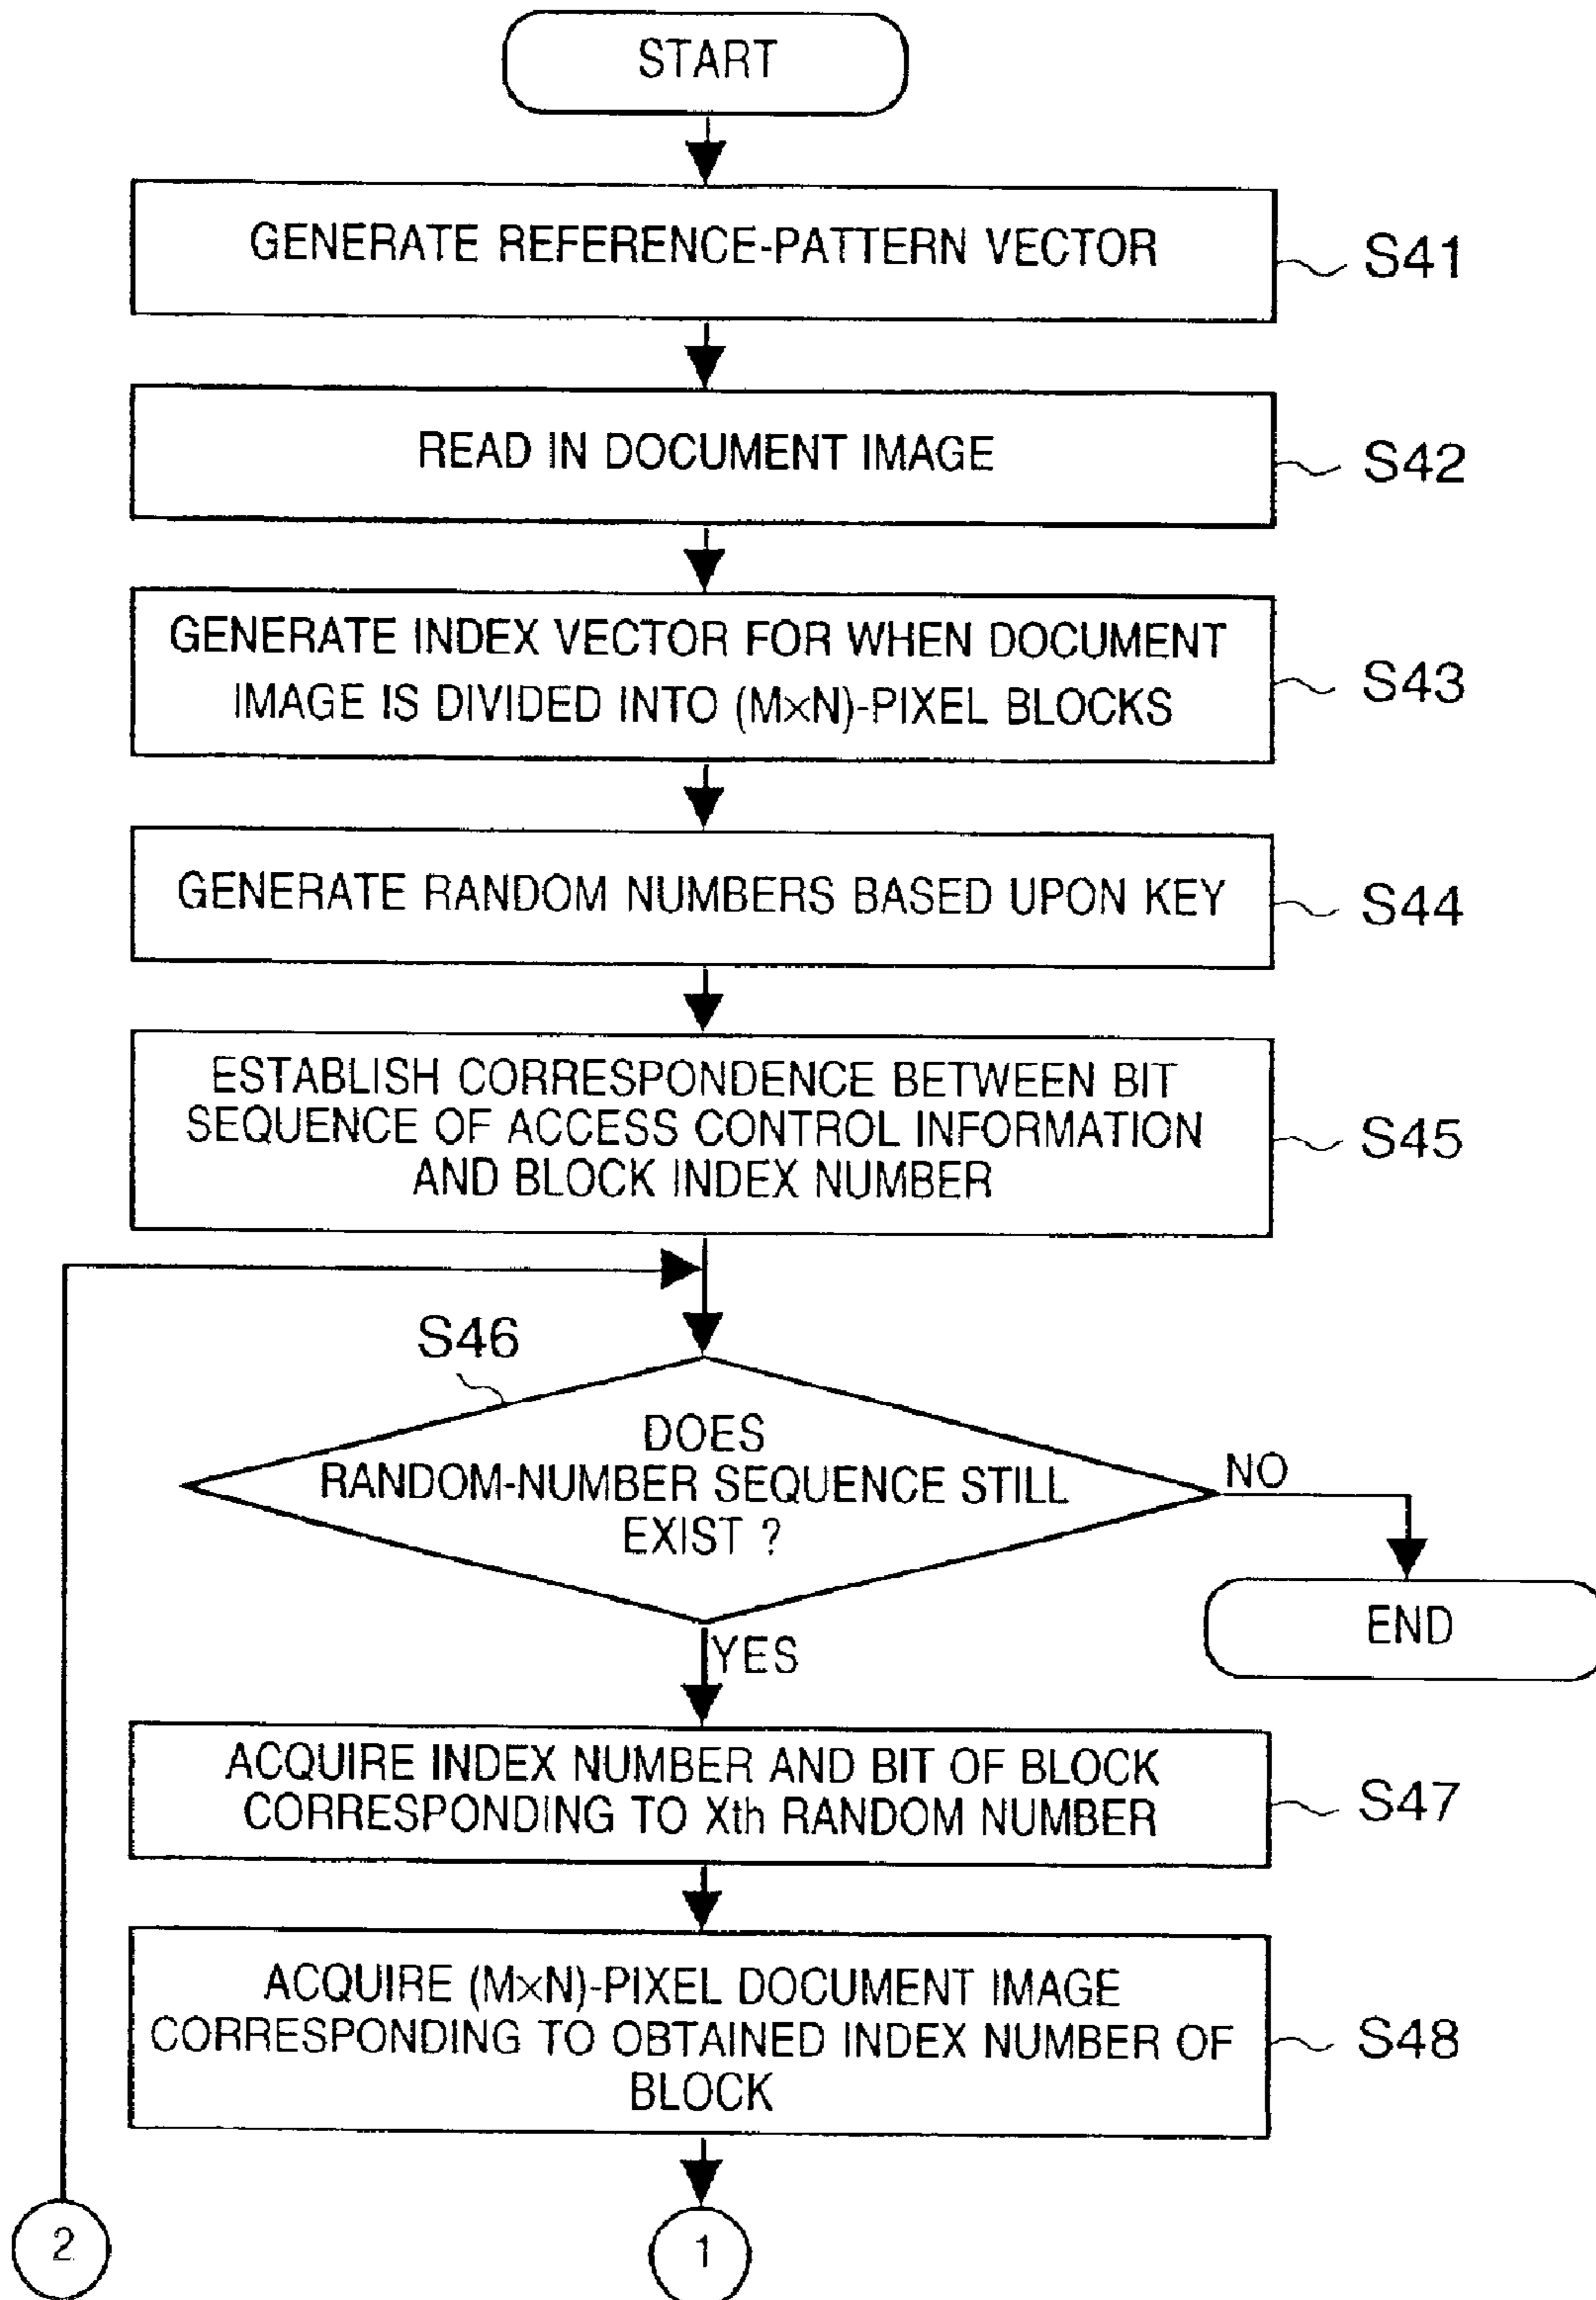 START
GENERATE REFERENCE-PATTERN VECTOR
S41
READ IN DOCUMENT IMAGE
S42
GENERATE INDEX VECTOR FOR WHEN DOCUMENT
IMAGE IS DIVIDED INTO (M×N)-PIXEL BLOCKS
S43
GENERATE RANDOM NUMBERS BASED UPON KEY
S44
ESTABLISH CORRESPONDENCE BETWEEN BIT
SEQUENCE OF ACCESS CONTROL INFORMATION
AND BLOCK INDEX NUMBER
S45
S46
DOES
RANDOM-NUMBER SEQUENCE STILL
EXIST ?
NO
END
YES
ACQUIRE INDEX NUMBER AND BIT OF BLOCK
CORRESPONDING TO Xth RANDOM NUMBER
S47
ACQUIRE (M×N)-PIXEL DOCUMENT IMAGE
CORRESPONDING TO OBTAINED INDEX NUMBER OF
BLOCK
S48
2
1